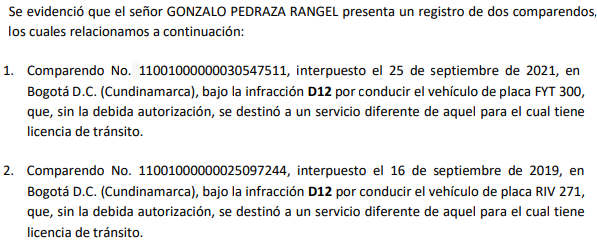 Se evidenció que el señor GONZALO PEDRAZA RANGEL presenta un registro de dos comparendos,
los cuales relacionamos a continuación:
1. Comparendo No. 11001000000030547511, interpuesto el 25 de septiembre de 2021, en
Bogotá D.C. (Cundinamarca), bajo la infracción D12 por conducir el vehículo de placa FYT 300,
que, sin la debida autorización, se destinó a un servicio diferente de aquel para el cual tiene
licencia de tránsito.
2. Comparendo No. 11001000000025097244, interpuesto el 16 de septiembre de 2019, en
Bogotá D.C. (Cundinamarca), bajo la infracción D12 por conducir el vehículo de placa RIV 271,
que, sin la debida autorización, se destinó a un servicio diferente de aquel para el cual tiene
licencia de tránsito.